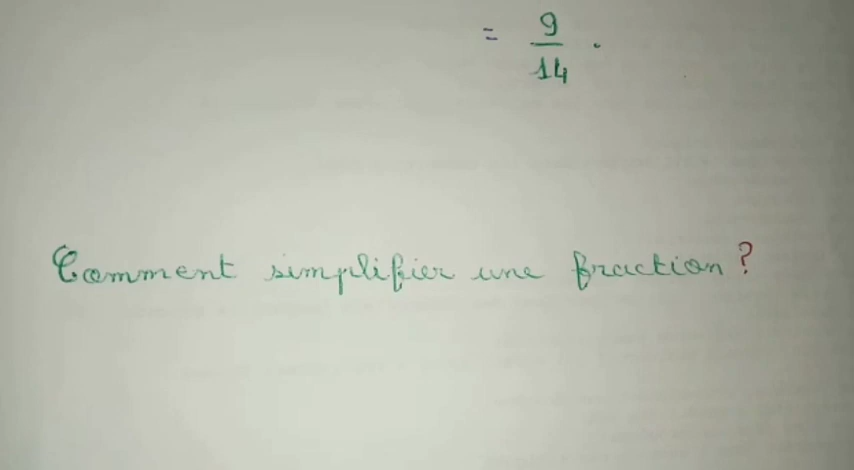 = 9/14 .
Comment simplifier une fraction ?